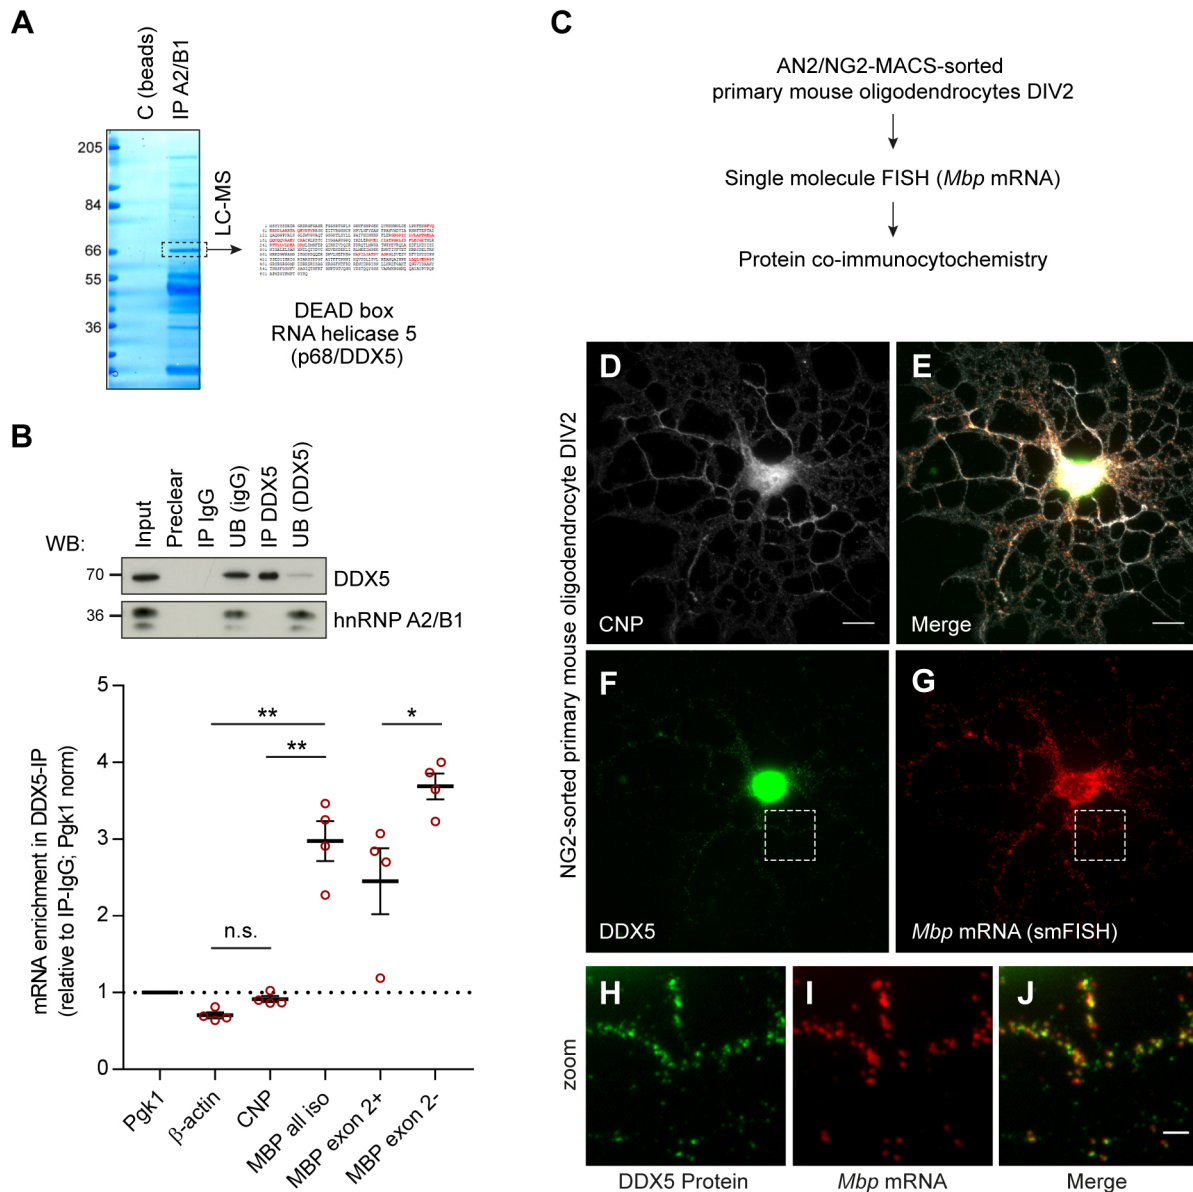 A
C (beads)
IP A2/B1
205
84
66
55
36
LC-MS
DEAD box
RNA helicase 5
(p68/DDX5)
B
WB:
Input
Preclear
IP IgG
UB (igG)
IP DDX5
UB (DDX5)
70
DDX5
36
hnRNP A2/B1
mRNA enrichment in DDX5-IP
(relative to IP-IgG; Pgk1 norm)
5
4
3
2
1
0
**
**
*
n.s.
Pgk1
β-actin
CNP
MBP all iso
MBP exon 2+
MBP exon 2-
C
AN2/NG2-MACS-sorted
primary mouse oligodendrocytes DIV2
Single molecule FISH (Mbp mRNA)
Protein co-immunocytochemistry
NG2-sorted primary mouse oligodendrocyte DIV2
D
CNP
E
Merge
F
DDX5
G
Mbp mRNA (smFISH)
zoom
H
I
J
DDX5 Protein
Mbp mRNA
Merge